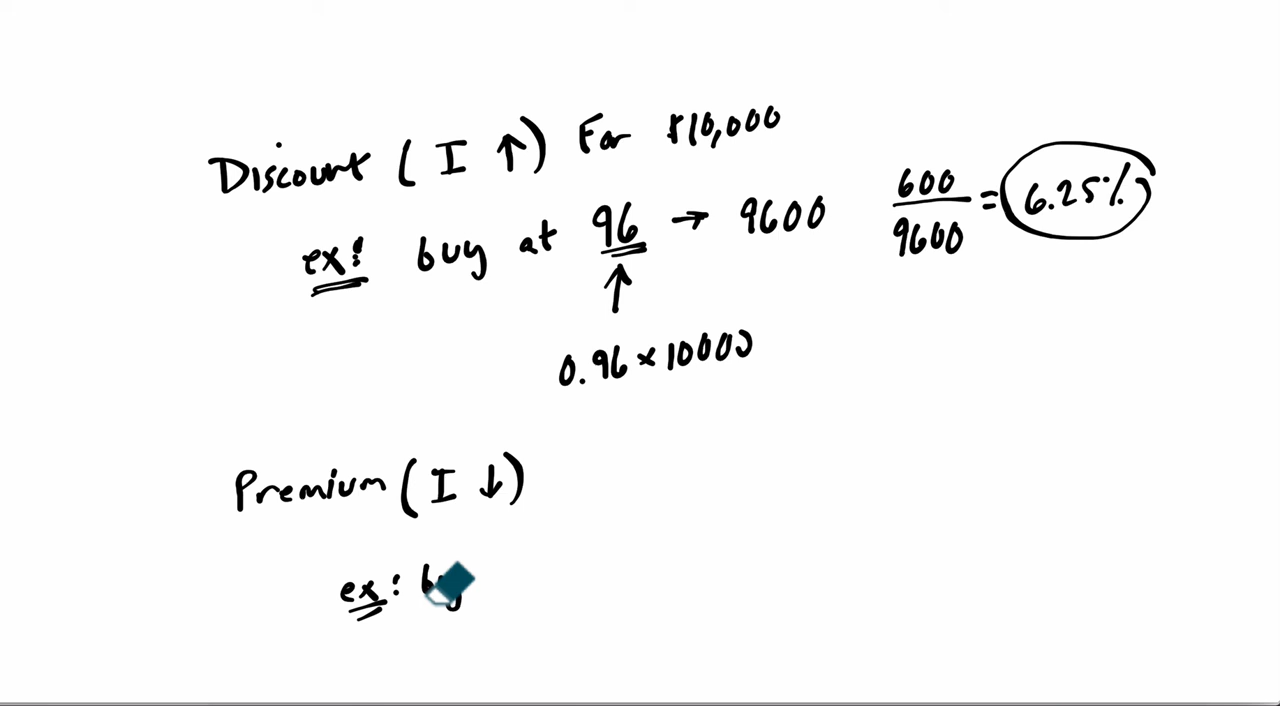 Discount ( I ↑ ) For $10,000
ex: buy at 96 → 9600
600
9600
= 6.25%
↑
0.96 × 10000
Premium ( I ↓ )
ex: